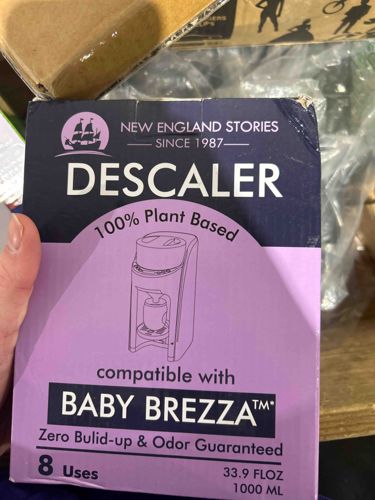 NEW ENGLAND STORIES
SINCE 1987
DESCALER
100% Plant Based
compatible with
BABY BREZZA™*
Zero Bulid-up & Odor Guaranteed
8 Uses
33.9 FLOZ
1000 ML